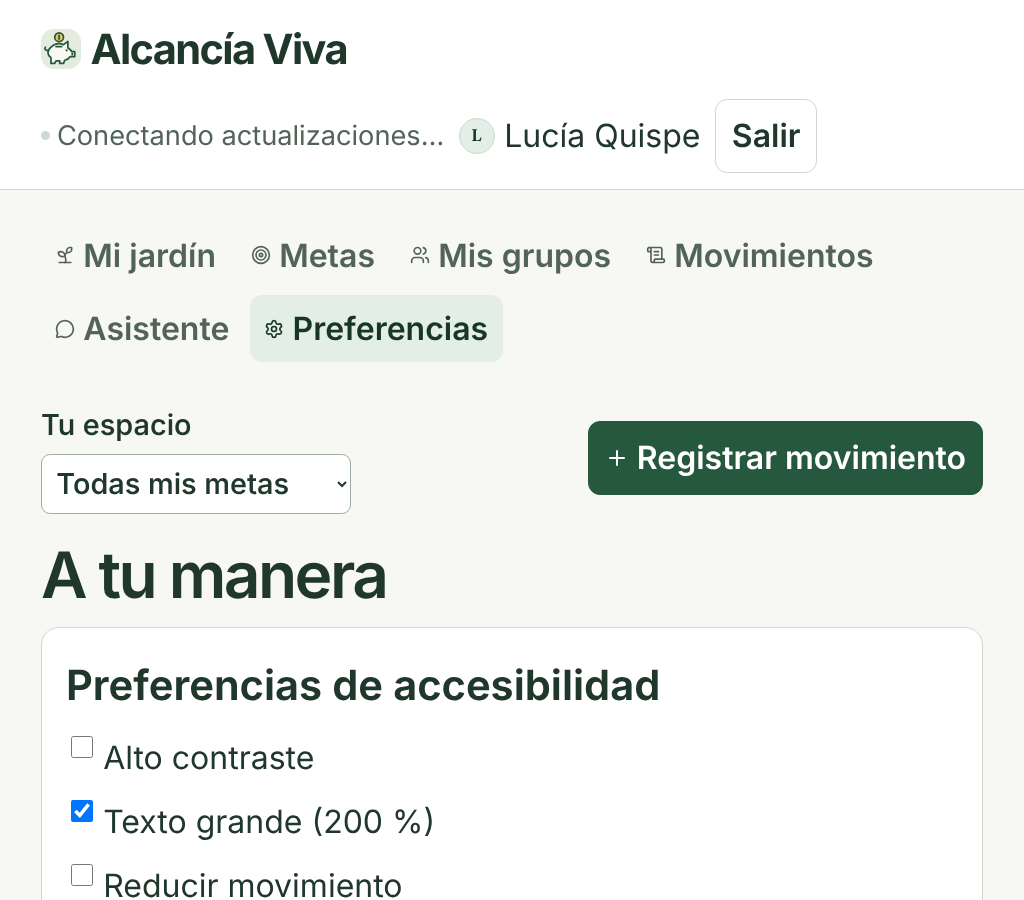 Alcancía Viva
Conectando actualizaciones...
L
Lucía Quispe
Salir
Mi jardín
Metas
Mis grupos
Movimientos
Asistente
Preferencias
Tu espacio
Todas mis metas
+ Registrar movimiento
A tu manera
Preferencias de accesibilidad
Alto contraste
Texto grande (200 %)
Reducir movimiento